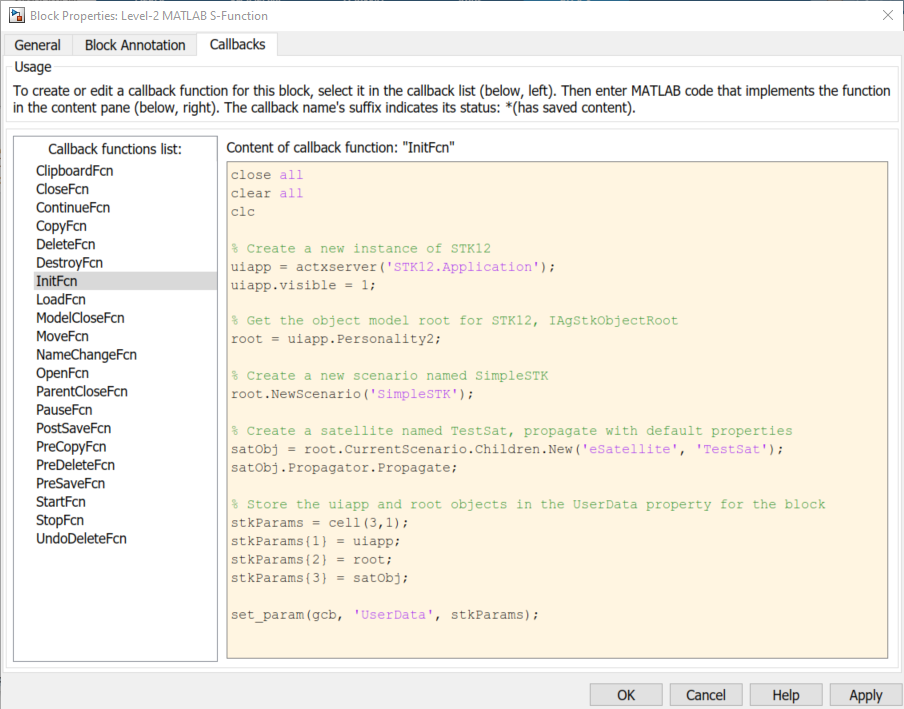 Block Properties: Level-2 MATLAB S-Function
General
Block Annotation
Callbacks
Usage
To create or edit a callback function for this block, select it in the callback list (below, left). Then enter MATLAB code that implements the function
in the content pane (below, right). The callback name's suffix indicates its status: *(has saved content).
Callback functions list:
ClipboardFcn
CloseFcn
ContinueFcn
CopyFcn
DeleteFcn
DestroyFcn
InitFcn
LoadFcn
ModelCloseFcn
MoveFcn
NameChangeFcn
OpenFcn
ParentCloseFcn
PauseFcn
PostSaveFcn
PreCopyFcn
PreDeleteFcn
PreSaveFcn
StartFcn
StopFcn
UndoDeleteFcn
Content of callback function: "InitFcn"
close all
clear all
clc
% Create a new instance of STK12
uiapp = actxserver('STK12.Application');
uiapp.visible = 1;
% Get the object model root for STK12, IAgStkObjectRoot
root = uiapp.Personality2;
% Create a new scenario named SimpleSTK
root.NewScenario('SimpleSTK');
% Create a satellite named TestSat, propagate with default properties
satObj = root.CurrentScenario.Children.New('eSatellite', 'TestSat');
satObj.Propagator.Propagate;
% Store the uiapp and root objects in the UserData property for the block
stkParams = cell(3,1);
stkParams{1} = uiapp;
stkParams{2} = root;
stkParams{3} = satObj;
set_param(gcb, 'UserData', stkParams);
OK
Cancel
Help
Apply